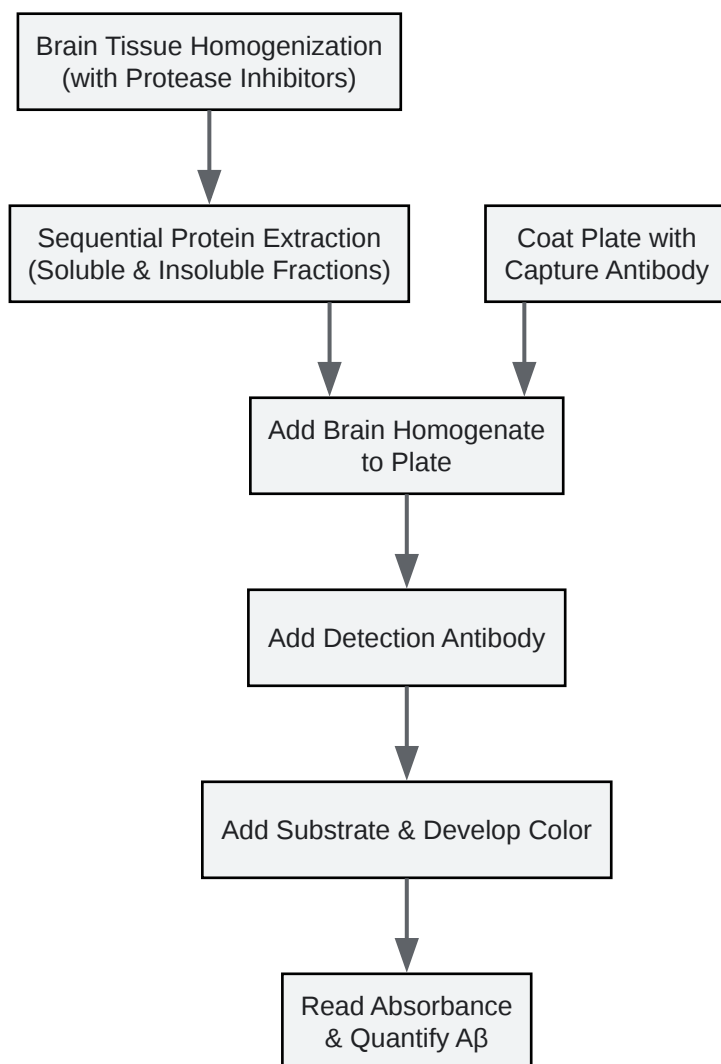 Brain Tissue Homogenization
(with Protease Inhibitors)
Sequential Protein Extraction
(Soluble & Insoluble Fractions)
Coat Plate with
Capture Antibody
Add Brain Homogenate
to Plate
Add Detection Antibody
Add Substrate & Develop Color
Read Absorbance
& Quantify Aβ